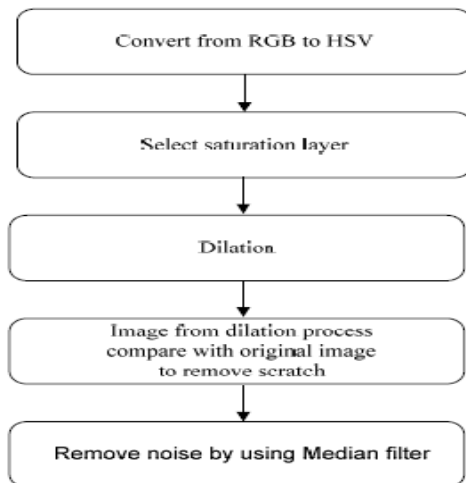 Convert from RGB to HSV
Select saturation layer
Dilation
Image from dilation process
compare with original image
to remove scratch
Remove noise by using Median filter